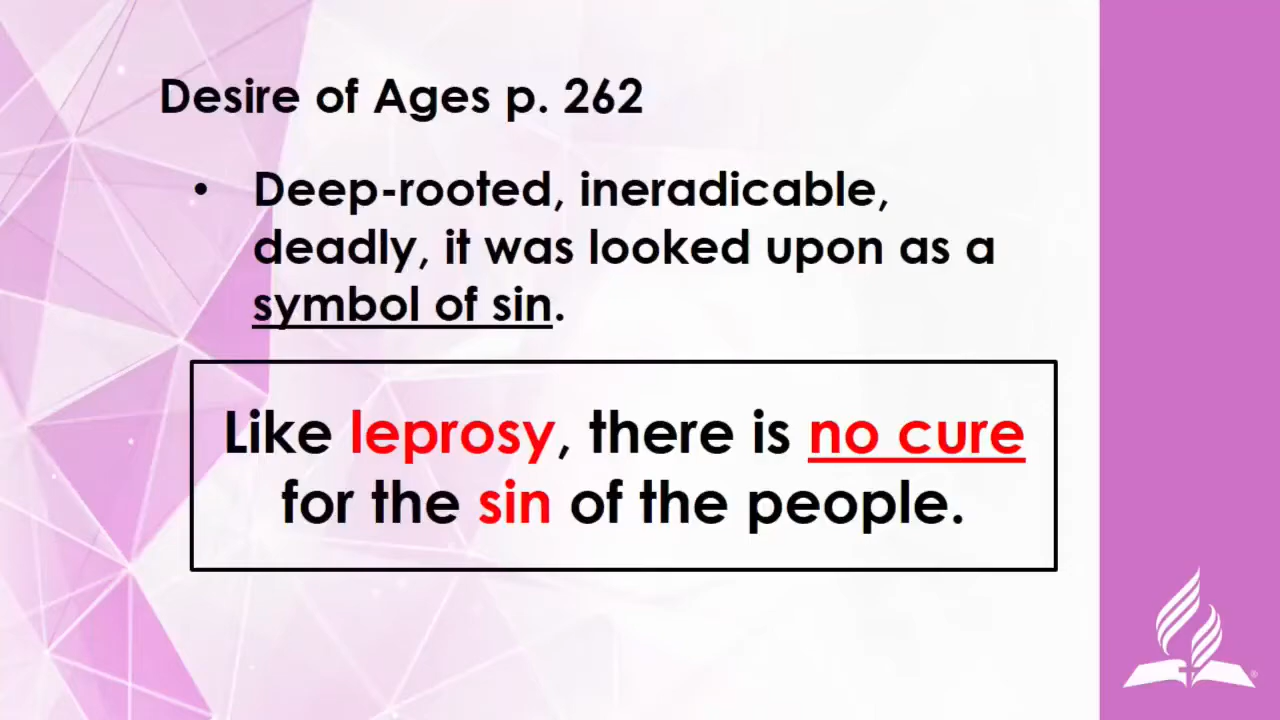 Desire of Ages p. 262
• Deep-rooted, ineradicable,
deadly, it was looked upon as a
symbol of sin.
Like leprosy, there is no cure
for the sin of the people.